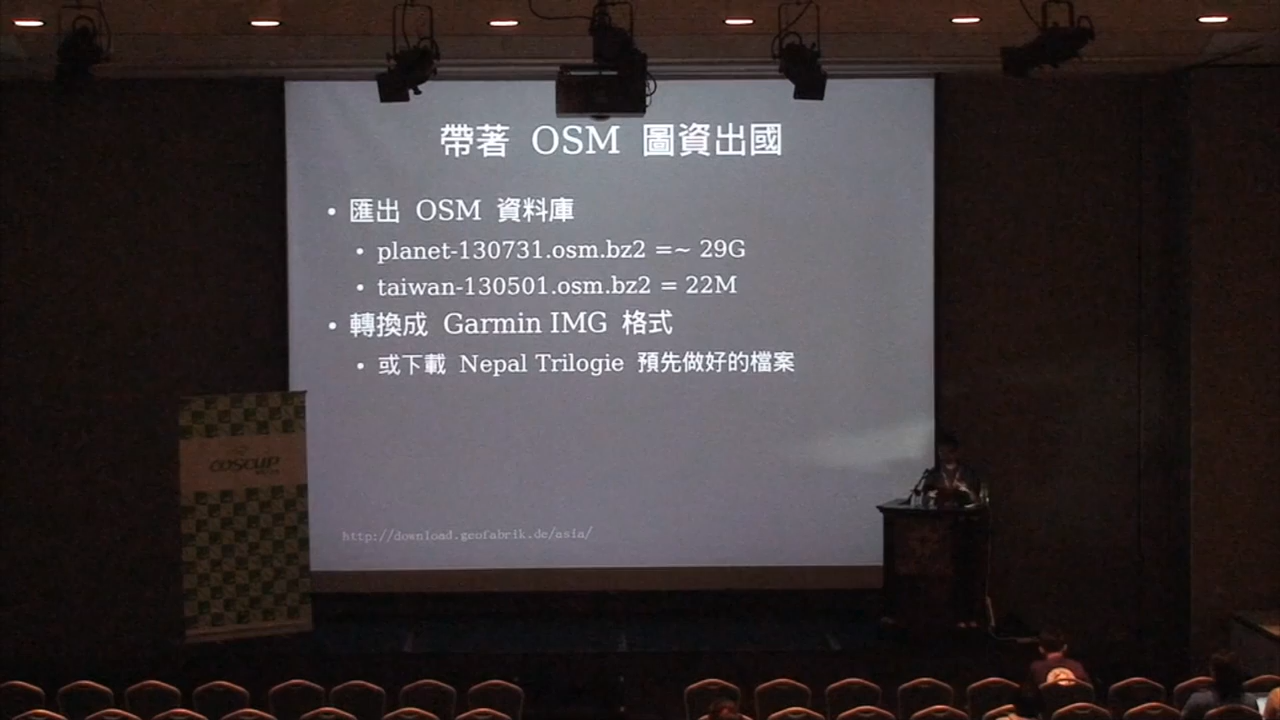 帶著 OSM 圖資出國
• 匯出 OSM 資料庫
• planet-130731.osm.bz2 =~ 29G
• taiwan-130501.osm.bz2 = 22M
• 轉換成 Garmin IMG 格式
• 或下載 Nepal Trilogie 預先做好的檔案
http://download.geofabrik.de/asia/
COSCUP